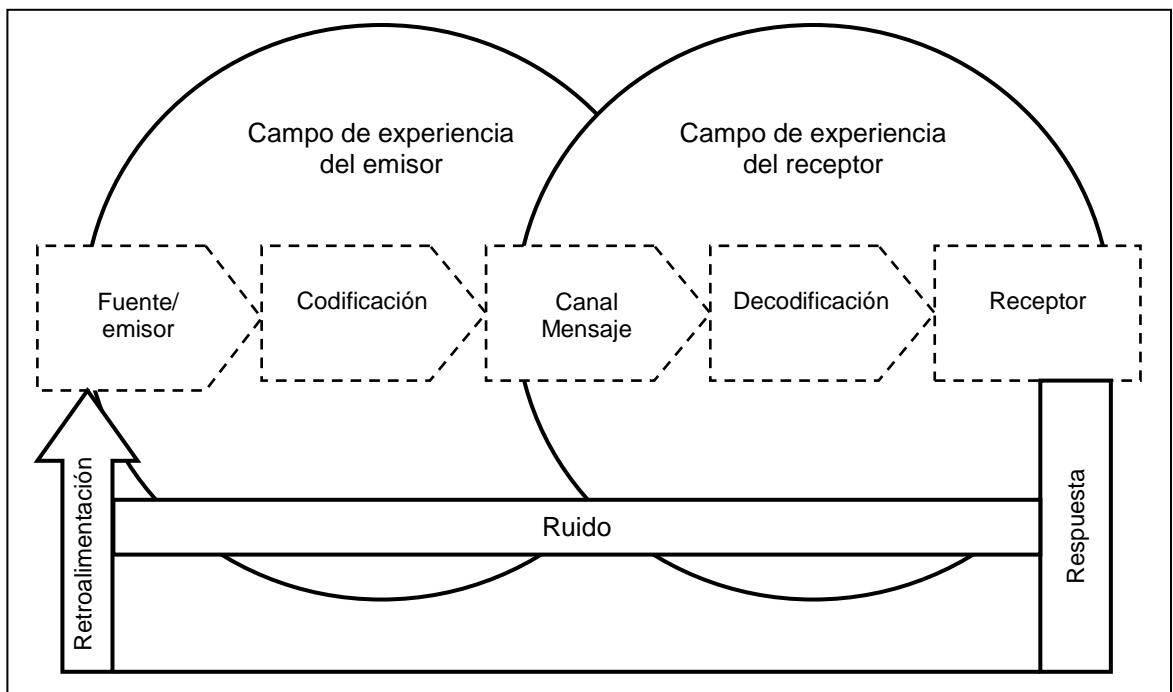 Campo de experiencia
del emisor
Campo de experiencia
del receptor
Fuente/
emisor
Codificación
Canal
Mensaje
Decodificación
Receptor
Retroalimentación
Ruido
Respuesta